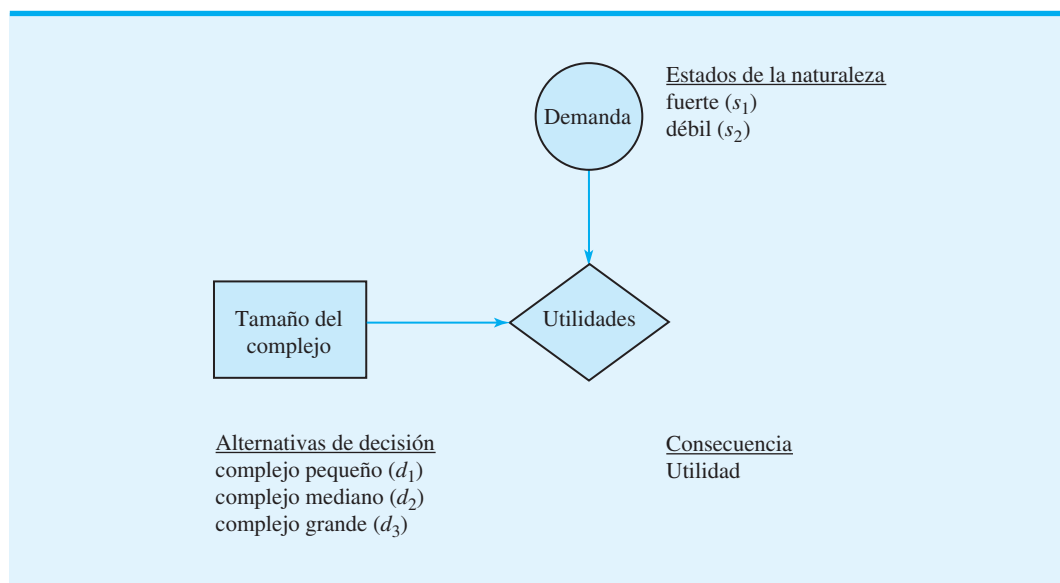 Demanda
Estados de la naturaleza
fuerte (s1)
débil (s2)
Tamaño del
complejo
Utilidades
Alternativas de decisión
complejo pequeño (d1)
complejo mediano (d2)
complejo grande (d3)
Consecuencia
Utilidad